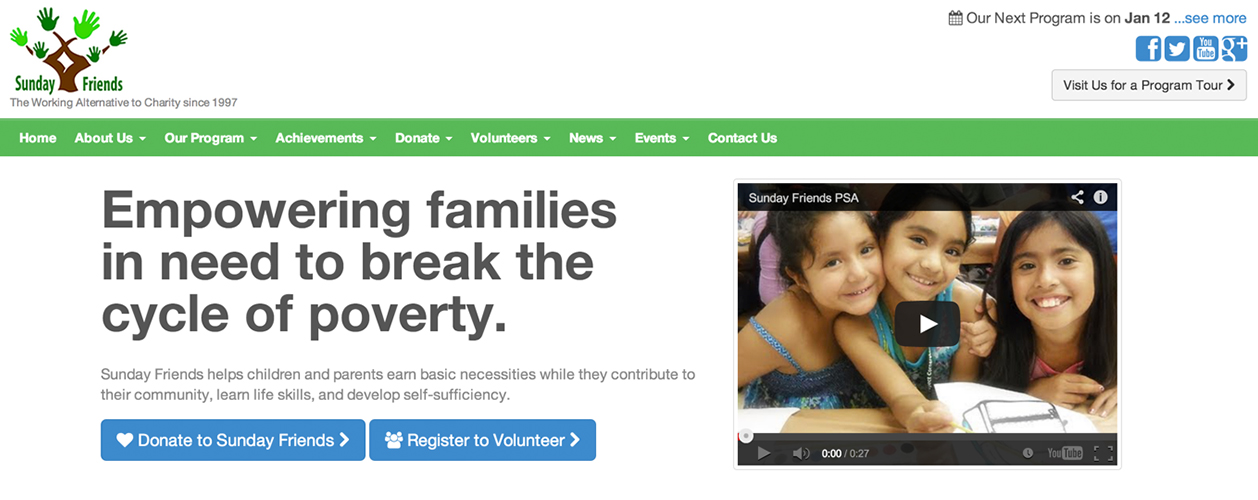 Sunday Friends
The Working Alternative to Charity since 1997
Our Next Program is on Jan 12 ...see more
f You Tube g+
Visit Us for a Program Tour
Home About Us Our Program Achievements Donate Volunteers News Events Contact Us
Empowering families
in need to break the
cycle of poverty.
Sunday Friends helps children and parents earn basic necessities while they contribute to
their community, learn life skills, and develop self-sufficiency.
Donate to Sunday Friends Register to Volunteer
Sunday Friends PSA
0:00 / 0:27 YouTube